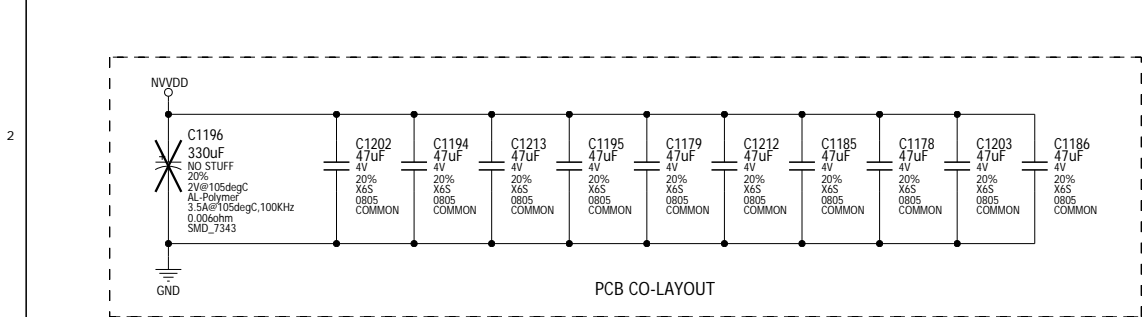 2
NVVDD
C1196
330uF
NO STUFF
20%
2V@105degC
AL-Polymer
3.5A@105degC,100KHz
0.006ohm
SMD_7343
GND
C1202
47uF
4V
20%
X6S
0805
COMMON
C1194
47uF
4V
20%
X6S
0805
COMMON
C1213
47uF
4V
20%
X6S
0805
COMMON
C1195
47uF
4V
20%
X6S
0805
COMMON
C1179
47uF
4V
20%
X6S
0805
COMMON
C1212
47uF
4V
20%
X6S
0805
COMMON
C1185
47uF
4V
20%
X6S
0805
COMMON
C1178
47uF
4V
20%
X6S
0805
COMMON
C1203
47uF
4V
20%
X6S
0805
COMMON
C1186
47uF
4V
20%
X6S
0805
COMMON
PCB CO-LAYOUT